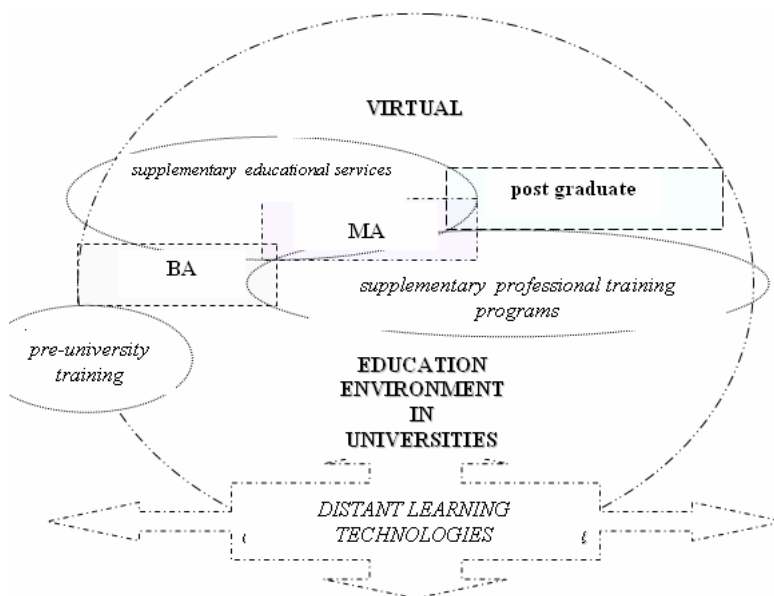 VIRTUAL
supplementary educational services
post graduate
MA
BA
supplementary professional training
programs
pre-university
training
EDUCATION
ENVIRONMENT
IN
UNIVERSITIES
DISTANT LEARNING
TECHNOLOGIES